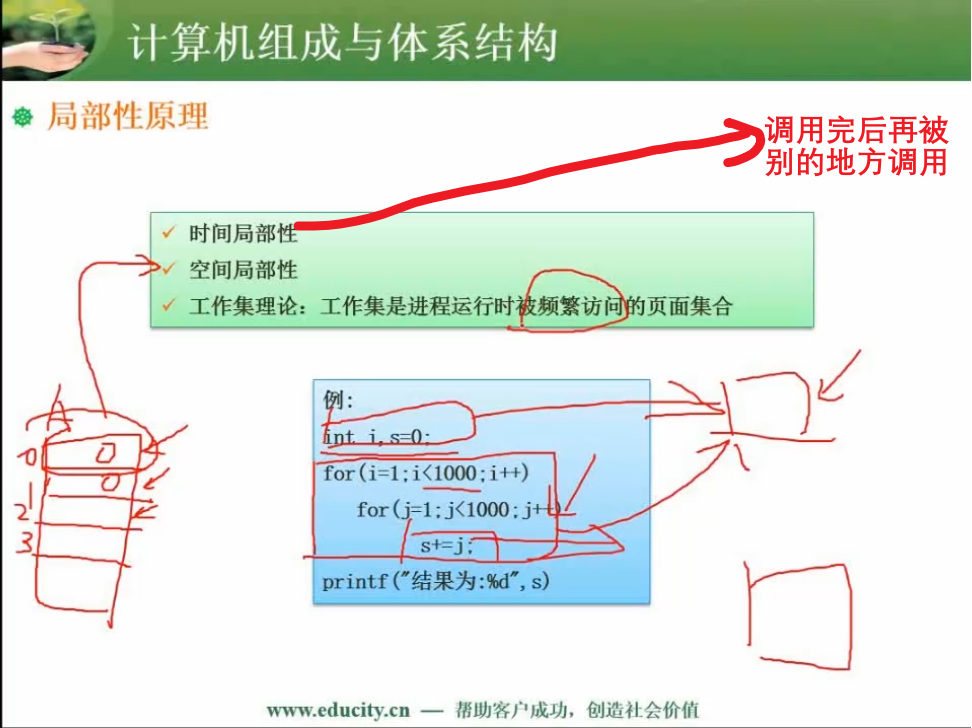 计算机组成与体系结构
局部性原理
调用完后再被
别的地方调用
时间局部性
空间局部性
工作集理论：工作集是进程运行时被频繁访问的页面集合
A
0 0
1 0
2
3
例：
int i,s=0;
for(i=1;i<1000;i++)
for(j=1;j<1000;j++)
s+=j;
printf("结果为:%d",s)
www.educity.cn — 帮助客户成功，创造社会价值